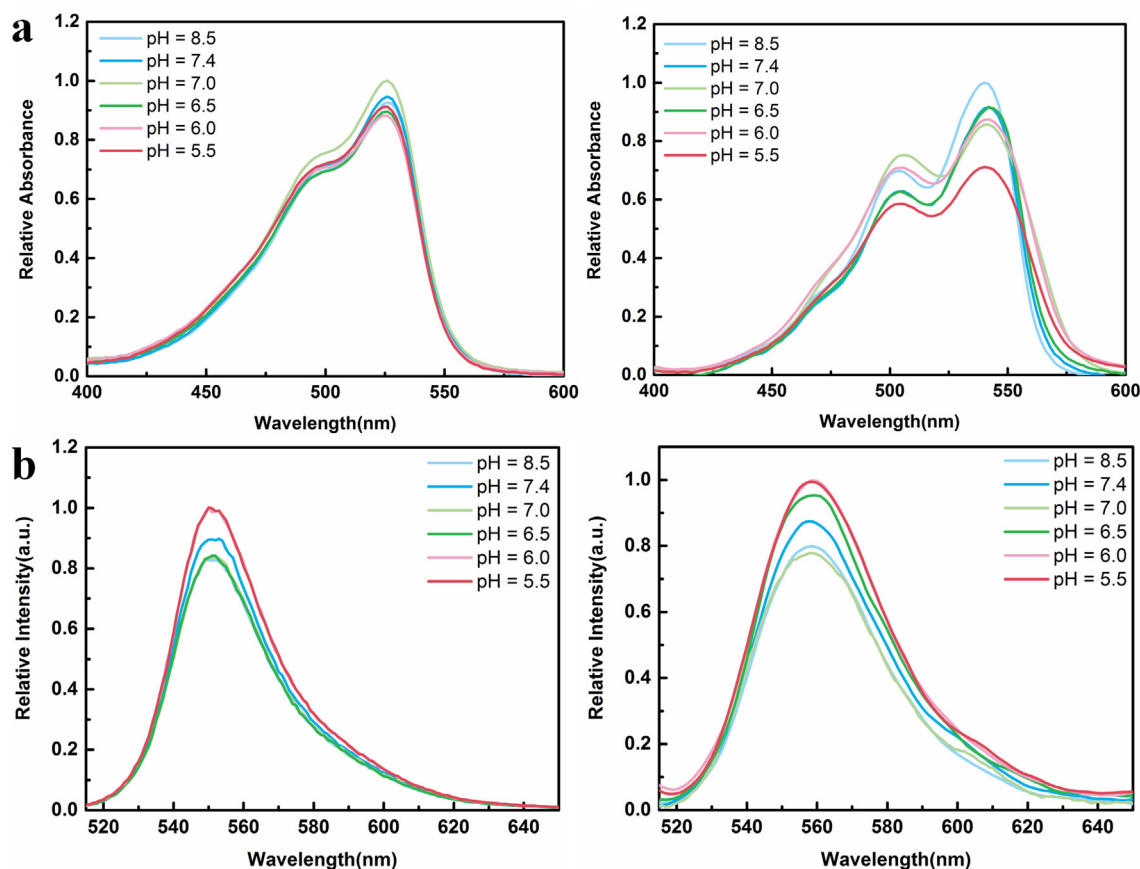 a
1.2
1.0
0.8
0.6
0.4
0.2
0.0
Relative Absorbance
pH = 8.5
pH = 7.4
pH = 7.0
pH = 6.5
pH = 6.0
pH = 5.5
400 450 500 550 600
Wavelength(nm)
1.2
1.0
0.8
0.6
0.4
0.2
0.0
Relative Absorbance
pH = 8.5
pH = 7.4
pH = 7.0
pH = 6.5
pH = 6.0
pH = 5.5
400 450 500 550 600
Wavelength(nm)
b
1.2
1.0
0.8
0.6
0.4
0.2
0.0
Relative Intensity(a.u.)
pH = 8.5
pH = 7.4
pH = 7.0
pH = 6.5
pH = 6.0
pH = 5.5
520 540 560 580 600 620 640
Wavelength(nm)
1.0
0.8
0.6
0.4
0.2
0.0
Relative Intensity(a.u.)
pH = 8.5
pH = 7.4
pH = 7.0
pH = 6.5
pH = 6.0
pH = 5.5
520 540 560 580 600 620 640
Wavelength(nm)